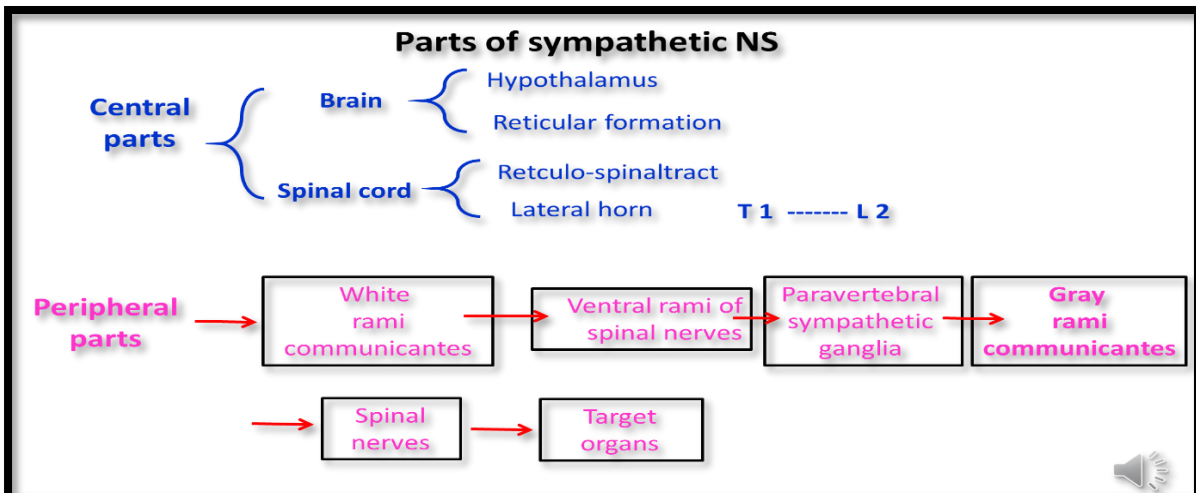 Parts of sympathetic NS
Central
parts
Brain
Hypothalamus
Reticular formation
Spinal cord
Retculo-spinaltract
Lateral horn T 1 ------- L 2
Peripheral
parts
White
rami
communicantes
Ventral rami of
spinal nerves
Paravertebral
sympathetic
ganglia
Gray
rami
communicantes
Spinal
nerves
Target
organs